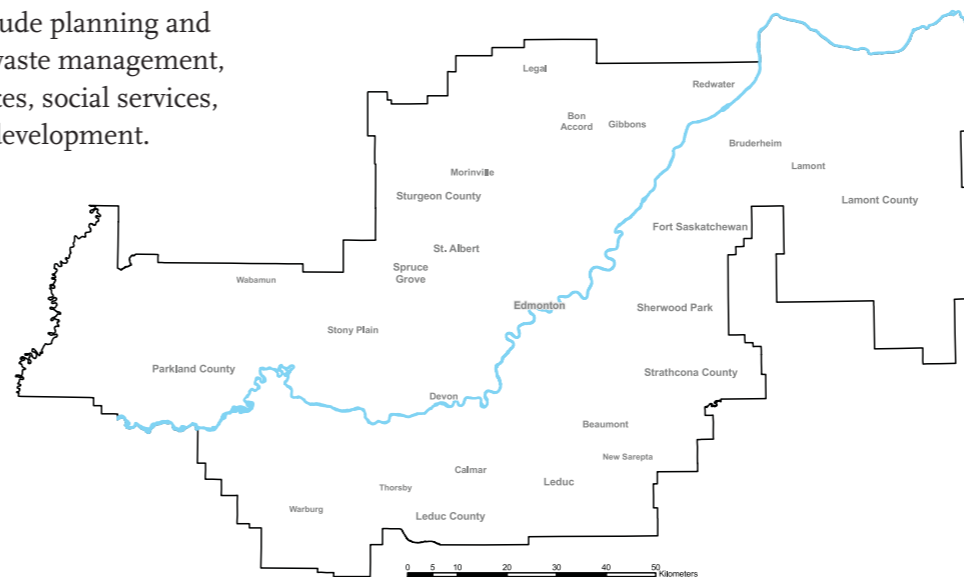 ude planning and
vaste management,
tes, social services,
development.
Legal
Redwater
Bon
Accord
Gibbons
Bruderheim
Lamont
Morinville
Sturgeon County
Lamont County
Fort Saskatchewan
St. Albert
Spruce
Grove
Wabamun
Edmonton
Sherwood Park
Stony Plain
Parkland County
Strathcona County
Devon
Beaumont
New Sarepta
Calmar
Leduc
Thorsby
Warburg
Leduc County
0 5 10 20 30 40 50
Kilometers